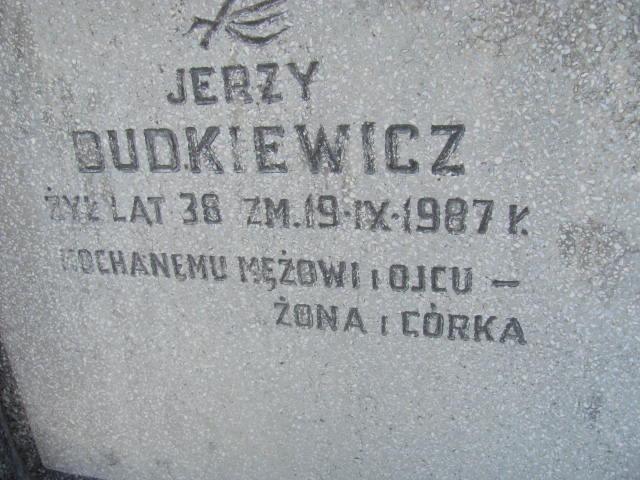 JERZY
DUDKIEWICZ
ŻYŁ LAT 38 ZM. 19·IX·1987 R.
KOCHANEMU MĘŻOWI I OJCU –
ŻONA I CÓRKA